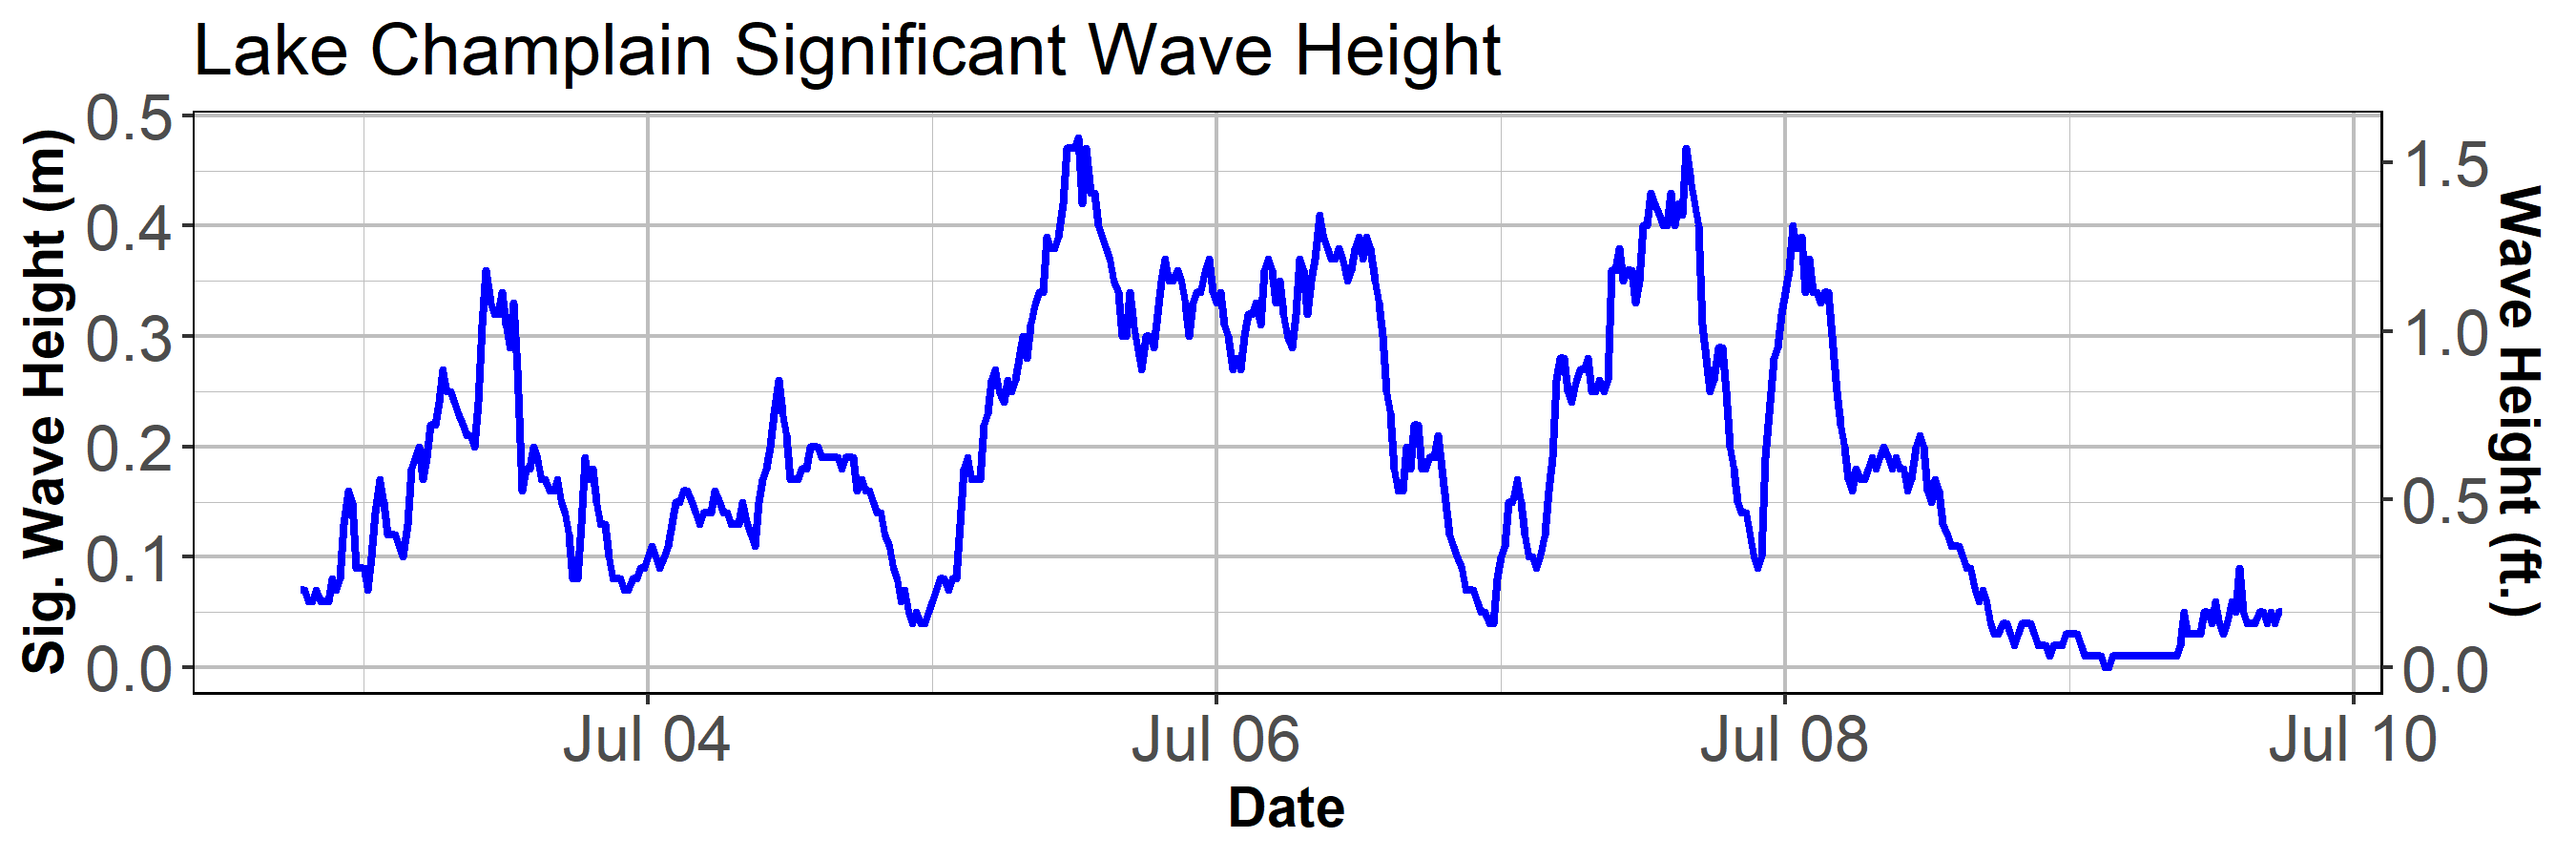 Lake Champlain Significant Wave Height
Sig. Wave Height (m)
0.5
0.4
0.3
0.2
0.1
0.0
1.5
1.0
0.5
0.0
Wave Height (ft.)
Jul 04 Jul 06 Jul 08 Jul 10
Date